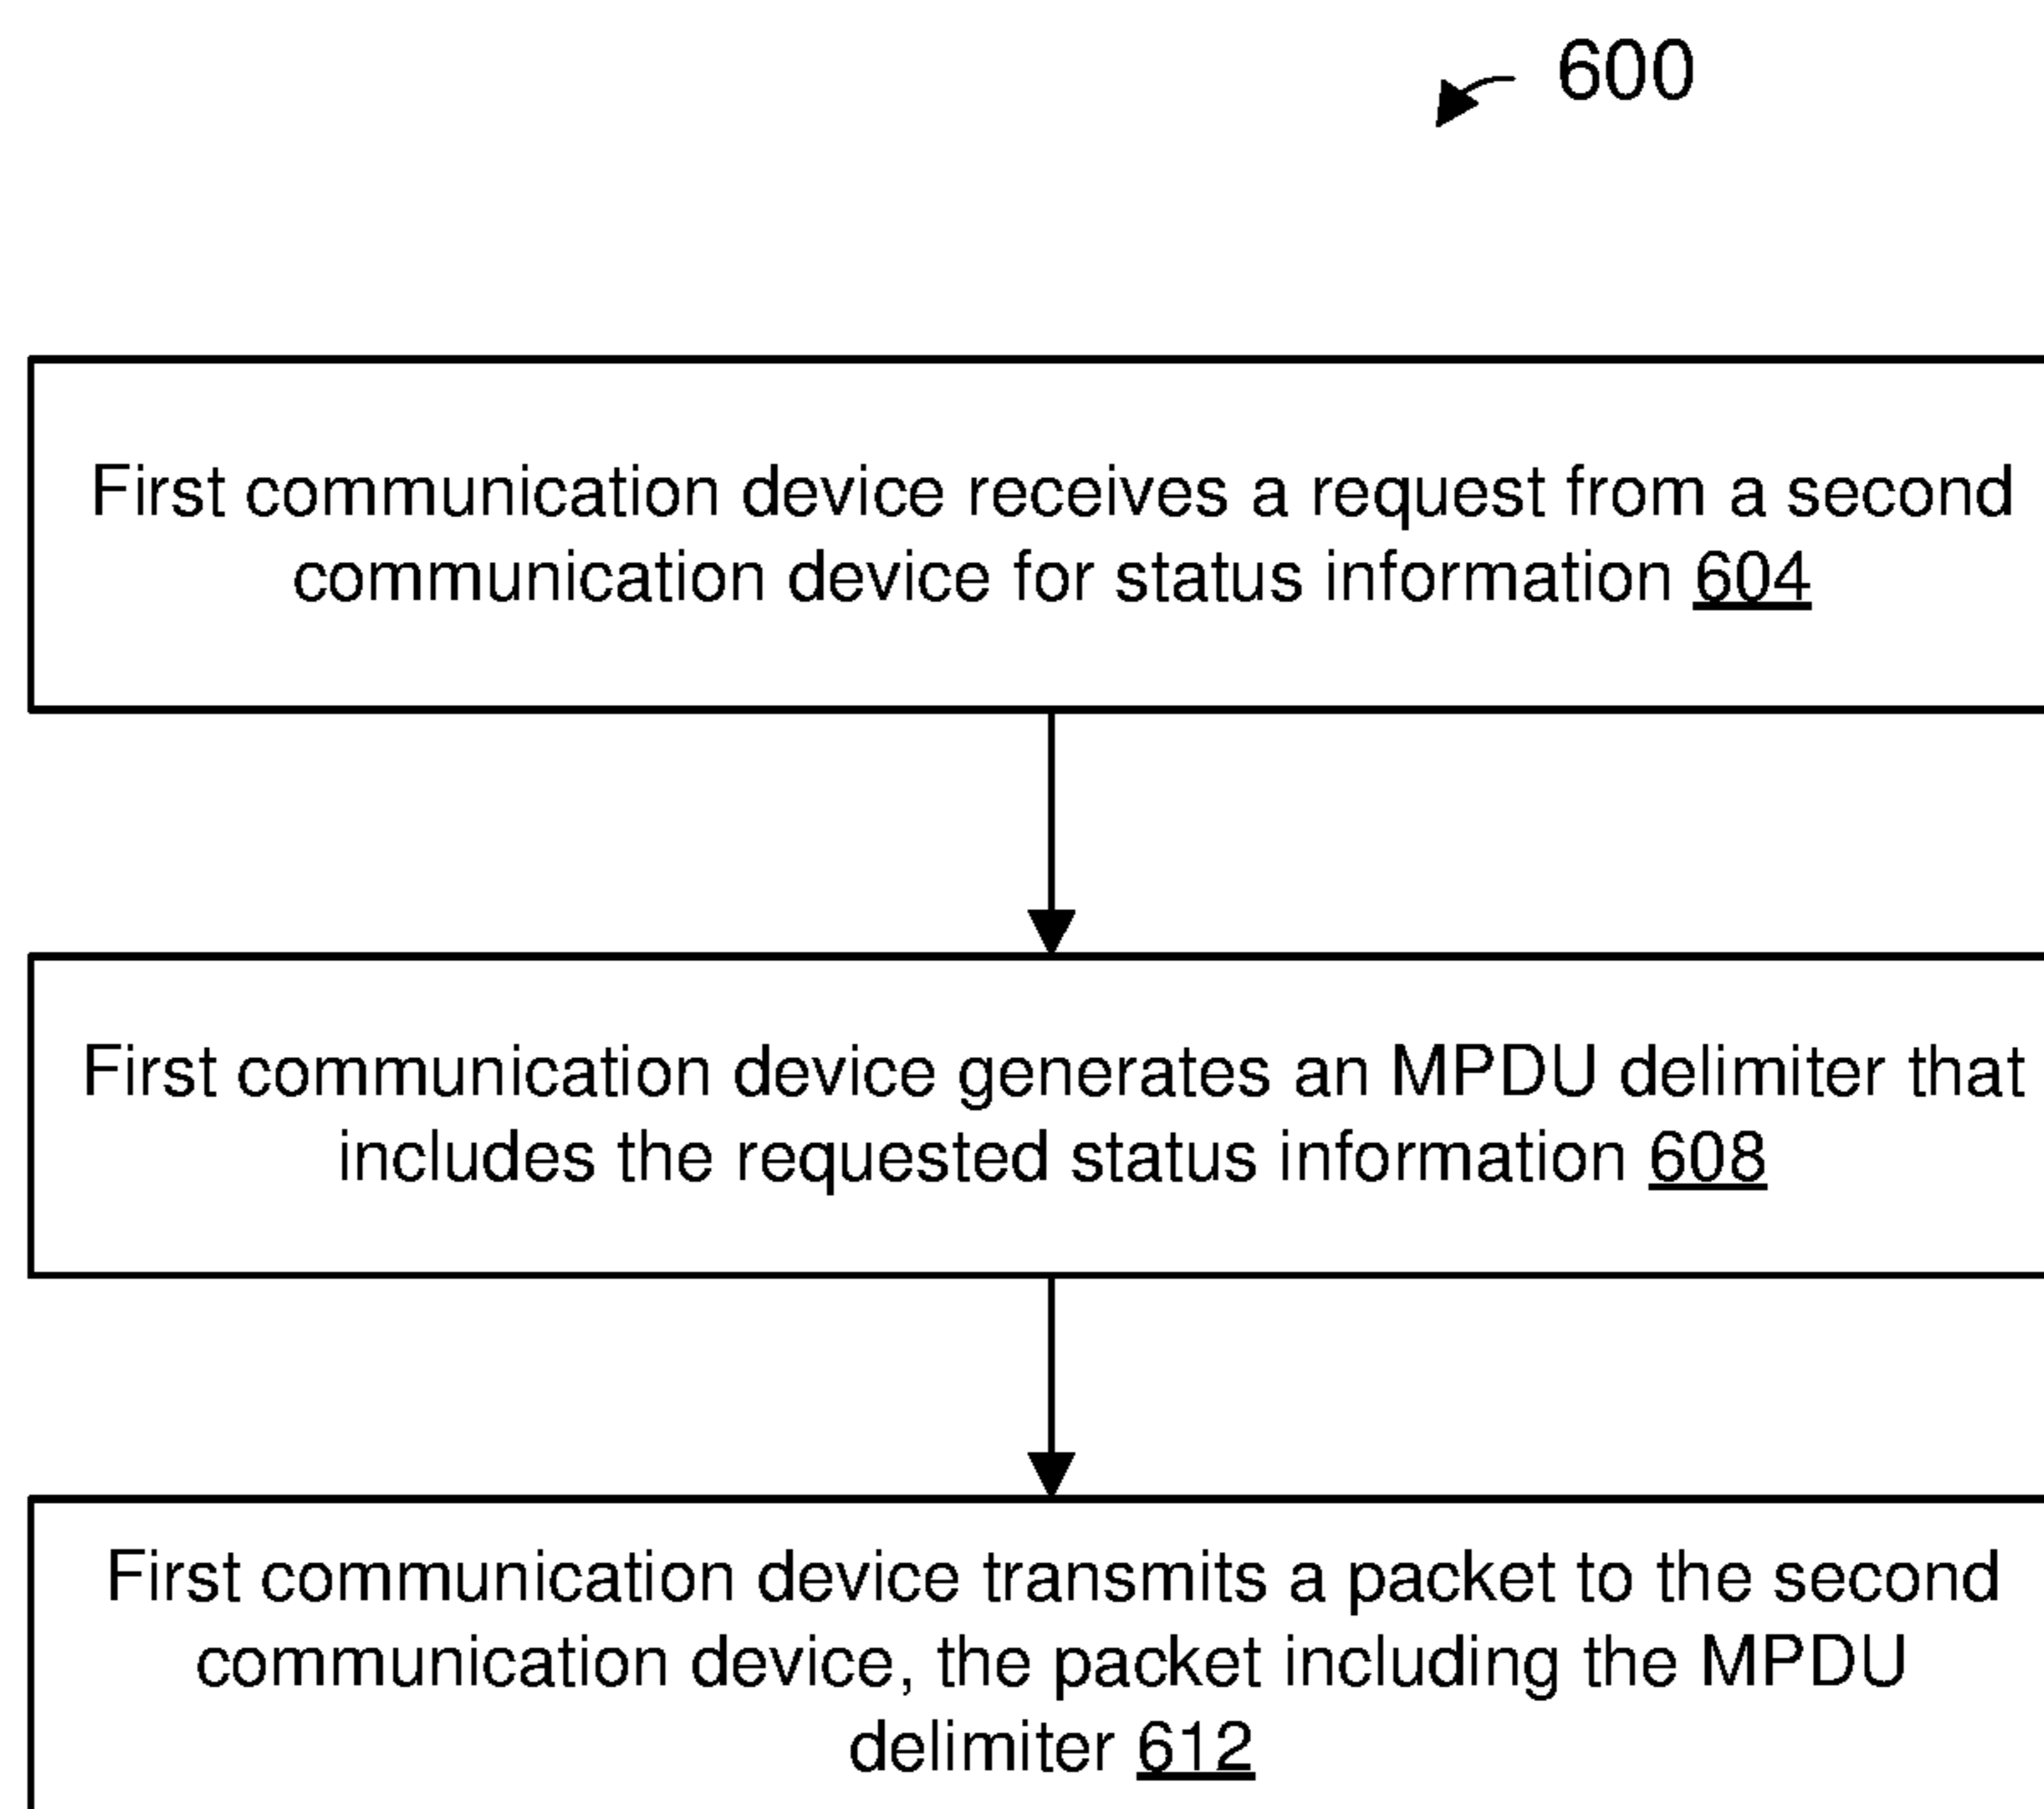 600
First communication device receives a request from a second
communication device for status information 604
First communication device generates an MPDU delimiter that
includes the requested status information 608
First communication device transmits a packet to the second
communication device, the packet including the MPDU
delimiter 612